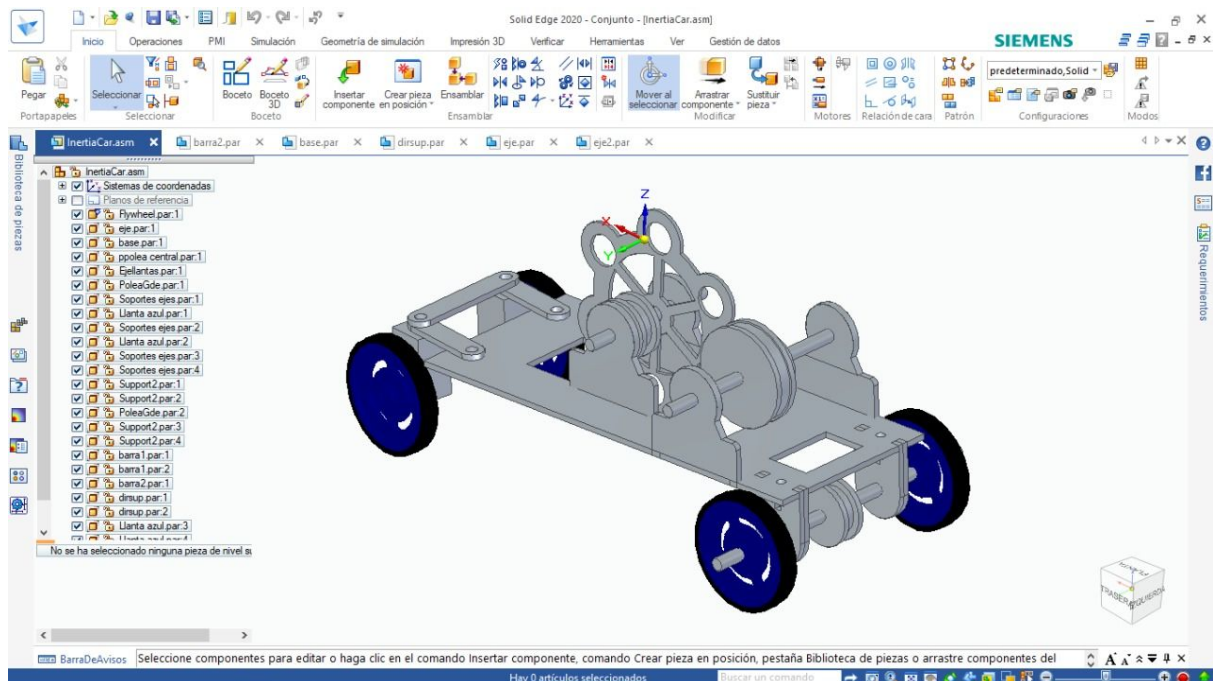 Solid Edge 2020 - Conjunto - [InertiaCar.asm]
Inicio Operaciones PMI Simulación Geometría de simulación Impresión 3D Verificar Herramientas Ver Gestión de datos
SIEMENS
Pegar Seleccionar Boceto Boceto 3D Insertar componente Crear pieza en posición Ensamblar Mover al seleccionar Arrastrar componente Sustituir pieza predeterminado,Solid
Portapapeles Seleccionar Boceto Ensamblar Modificar Motores Relación de cara Patrón Configuraciones Modos
InertiaCar.asm barra2.par base.par dirsup.par eje.par eje2.par
Biblioteca de piezas
InertiaCar.asm
Sistemas de coordenadas
Planos de referencia
Flywheel.par:1
eje.par:1
base.par:1
ppolea central.par:1
Ejellantas.par:1
PoleaGde.par:1
Soportes ejes.par:1
Llanta azul.par:1
Soportes ejes.par:2
Llanta azul.par:2
Soportes ejes.par:3
Soportes ejes.par:4
Support2.par:1
Support2.par:2
PoleaGde.par:2
Support2.par:3
Support2.par:4
barra1.par:1
barra1.par:2
barra2.par:1
dirsup.par:1
dirsup.par:2
Llanta azul.par:3
Llanta azul.par:4
No se ha seleccionado ninguna pieza de nivel su
Z
X
Y
Requerimientos
TRASERA IZQUIERDA
BarraDeAvisos Seleccione componentes para editar o haga clic en el comando Insertar componente, comando Crear pieza en posición, pestaña Biblioteca de piezas o arrastre componentes del
Hay 0 artículos seleccionados Buscar un comando